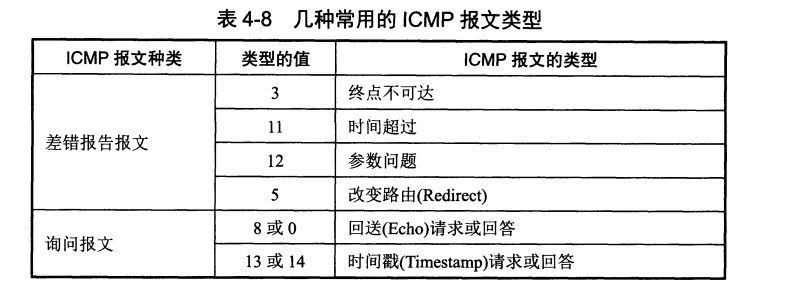 表 4-8 几种常用的 ICMP 报文类型
ICMP 报文种类 类型的值 ICMP 报文的类型
差错报告报文 3 终点不可达
11 时间超过
12 参数问题
5 改变路由(Redirect)
询问报文 8 或 0 回送(Echo)请求或回答
13 或 14 时间戳(Timestamp)请求或回答